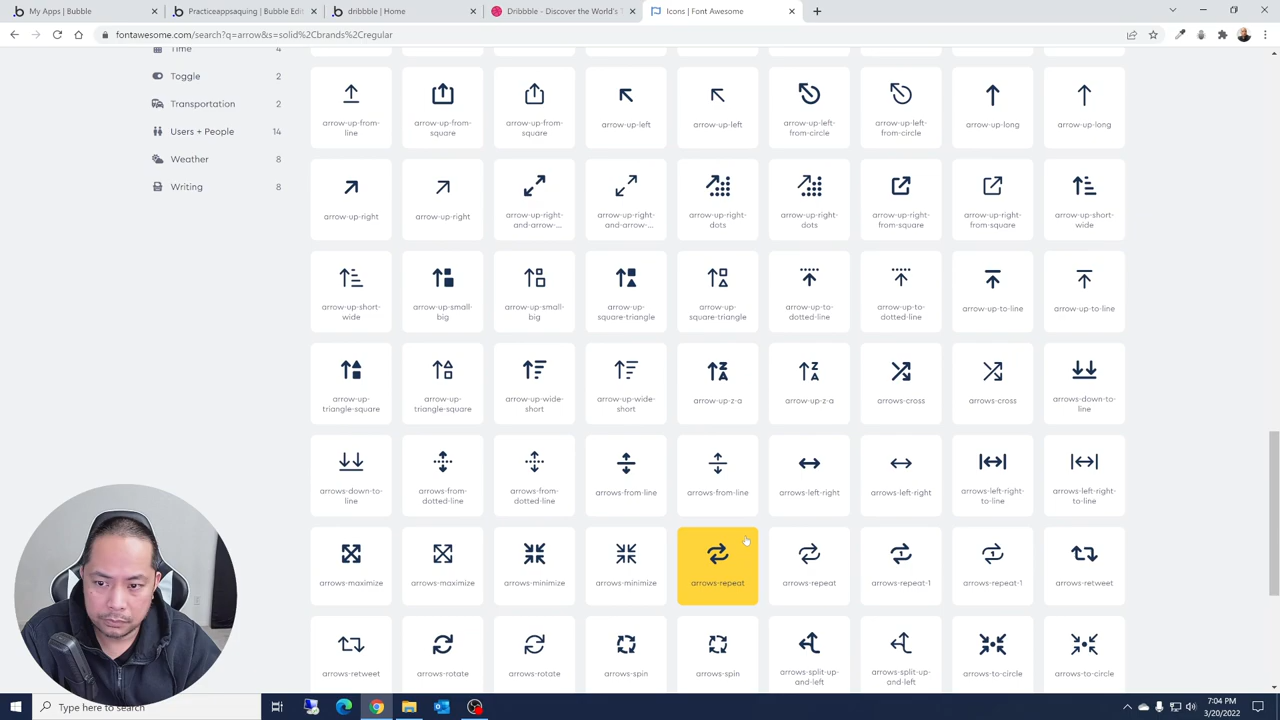 My Apps | Bubble
Practiceappsaquing | Bubble Edit
dribbble | Home
Dribbble - Discover the World's T
Icons | Font Awesome
fontawesome.com/search?q=arrow&s=solid%2Cbrands%2Cregular
Time 4
Toggle 2
Transportation 2
Users + People 14
Weather 8
Writing 8
arrow-up-from-
line
arrow-up-from-
square
arrow-up-from-
square
arrow-up-left
arrow-up-left
arrow-up-left-
from-circle
arrow-up-left-
from-circle
arrow-up-long
arrow-up-long
arrow-up-right
arrow-up-right
arrow-up-right-
and-arrow-...
arrow-up-right-
and-arrow-...
arrow-up-right-
dots
arrow-up-right-
dots
arrow-up-right-
from-square
arrow-up-right-
from-square
arrow-up-short-
wide
arrow-up-short-
wide
arrow-up-small-
big
arrow-up-small-
big
arrow-up-
square-triangle
arrow-up-
square-triangle
arrow-up-to-
dotted-line
arrow-up-to-
dotted-line
arrow-up-to-line
arrow-up-to-line
arrow-up-
triangle-square
arrow-up-
triangle-square
arrow-up-wide-
short
arrow-up-wide-
short
arrow-up-z-a
arrow-up-z-a
arrows-cross
arrows-cross
arrows-down-to-
line
arrows-down-to-
line
arrows-from-
dotted-line
arrows-from-
dotted-line
arrows-from-line
arrows-from-line
arrows-left-right
arrows-left-right
arrows-left-right-
to-line
arrows-left-right-
to-line
arrows-maximize
arrows-maximize
arrows-minimize
arrows-minimize
arrows-repeat
arrows-repeat
arrows-repeat-1
arrows-repeat-1
arrows-retweet
arrows-retweet
arrows-rotate
arrows-rotate
arrows-spin
arrows-spin
arrows-split-up-
and-left
arrows-split-up-
and-left
arrows-to-circle
arrows-to-circle
Type here to search
7:04 PM
3/20/2022